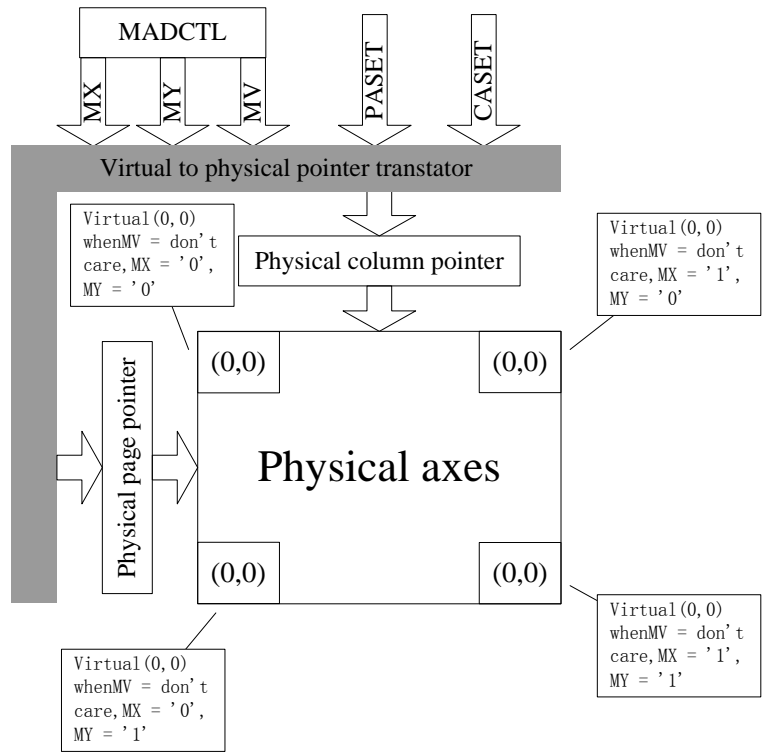 MADCTL
MX
MY
MV
PASET
CASET
Virtual to physical pointer transtator
Virtual(0,0)
whenMV = don't
care,MX = '0',
MY = '0'
Physical column pointer
Virtual(0,0)
whenMV = don't
care,MX = '1',
MY = '0'
(0,0)
(0,0)
Physical page pointer
Physical axes
(0,0)
(0,0)
Virtual(0,0)
whenMV = don't
care,MX = '0',
MY = '1'
Virtual(0,0)
whenMV = don't
care,MX = '1',
MY = '1'